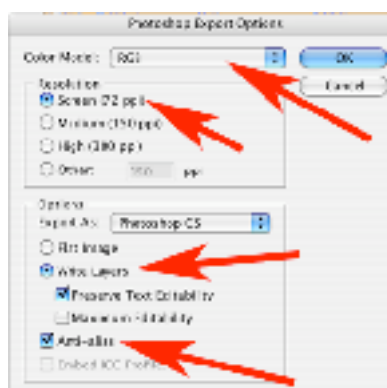 Photoshop Export Options
Color Model: RGB
OK
Cancel
Resolution
Screen (72 ppi)
Medium (150 ppi)
High (300 ppi)
Other: 150 ppi
Options
Export As: Photoshop CS
Flat Image
Write Layers
Preserve Text Editability
Maximum Editability
Anti-alias
Embed ICC Profile